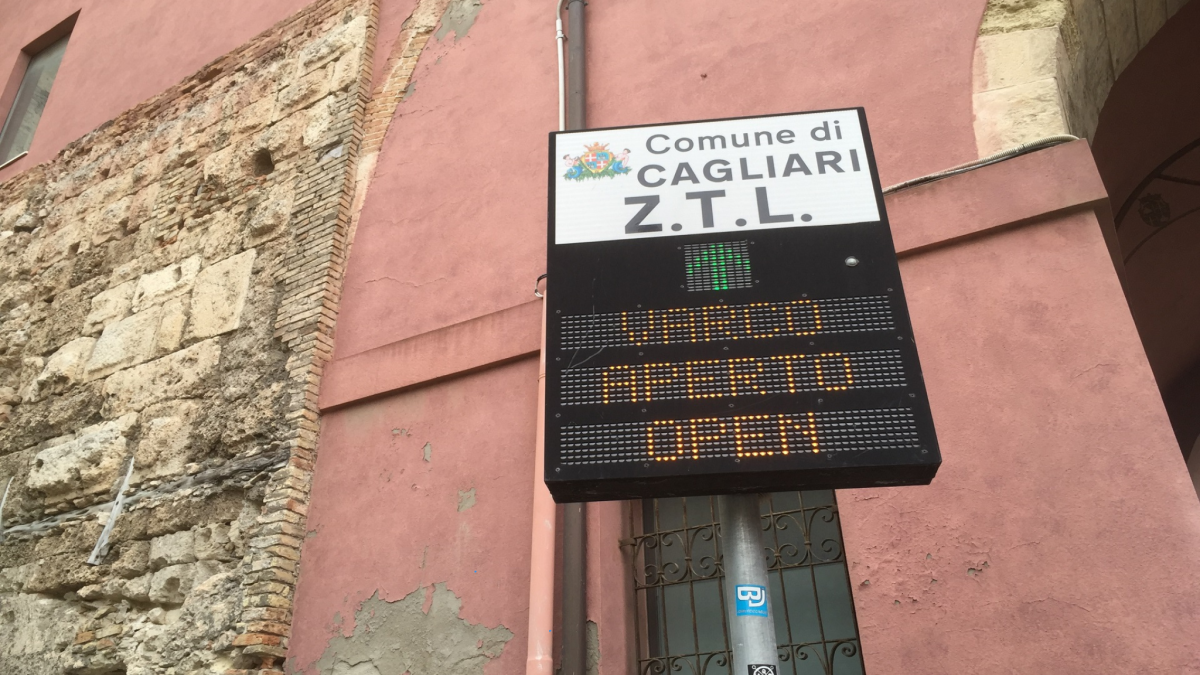 Comune di
CAGLIARI
Z.T.L.
VARCO
APERTO
OPEN